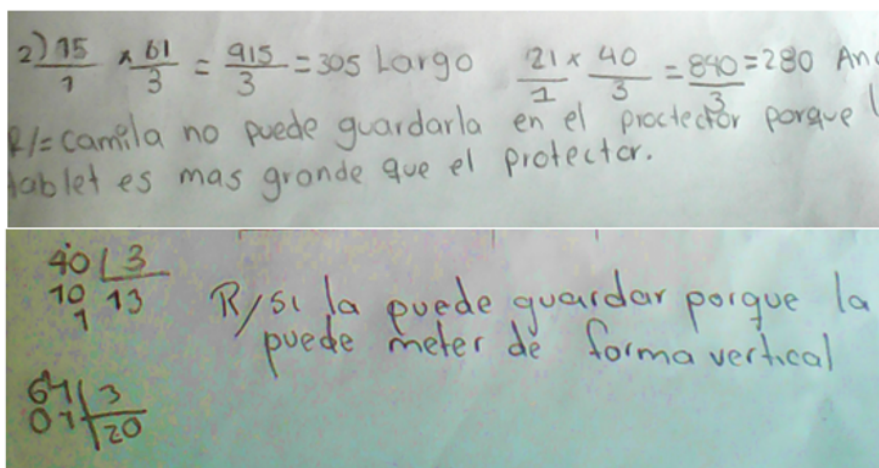 2) 15/1 x 61/3 = 915/3 = 305 Largo 21/1 x 40/3 = 840/3 = 280
R/= Camila no puede guardarla en el proctector porque
tablet es mas grande que el protector.
40 | 3
10 13
1
R/ Si la puede guardar porque la
puede meter de forma vertical
61 | 3
01 20